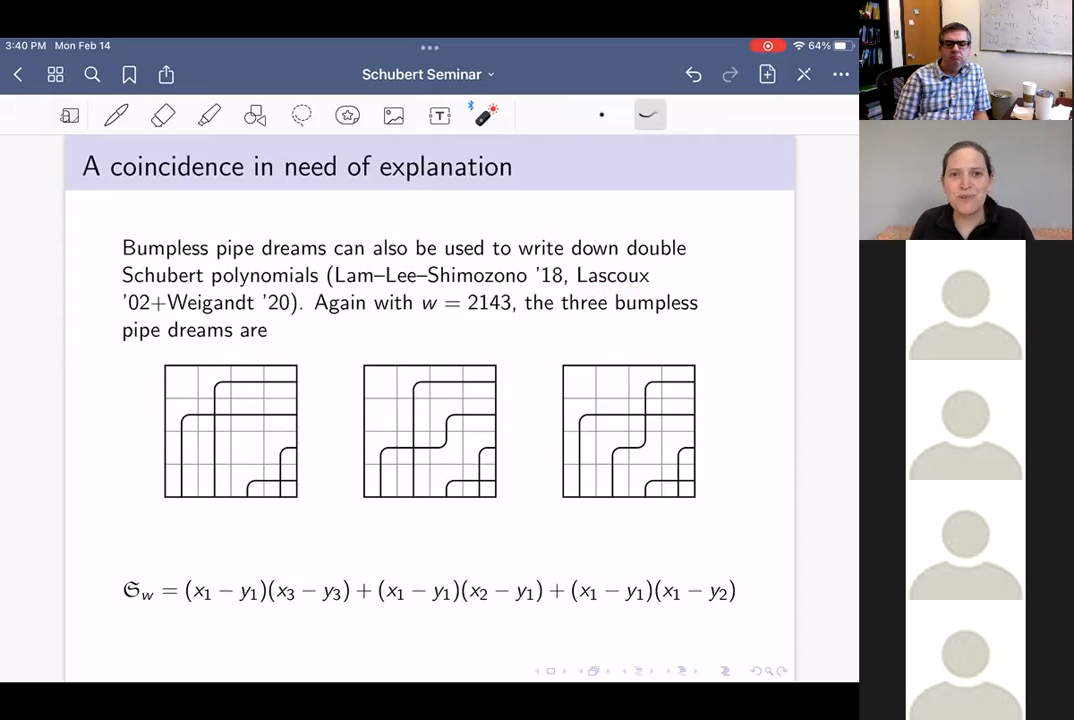 3:40 PM Mon Feb 14
64%
Schubert Seminar
T
A coincidence in need of explanation
Bumpless pipe dreams can also be used to write down double
Schubert polynomials (Lam–Lee–Shimozono '18, Lascoux
'02+Weigandt '20). Again with w = 2143, the three bumpless
pipe dreams are
𝔖w = (x₁ − y₁)(x₃ − y₃) + (x₁ − y₁)(x₂ − y₁) + (x₁ − y₁)(x₁ − y₂)